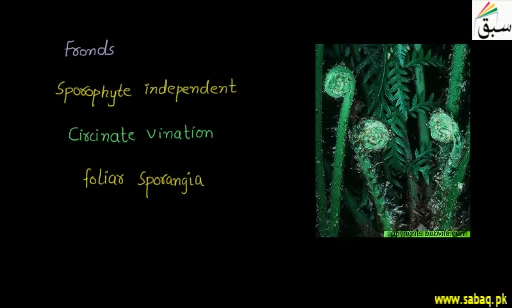 سبق
Fronds
Sporophyte independent
Circinate vination
foliar Sporangia
www.sabaq.pk